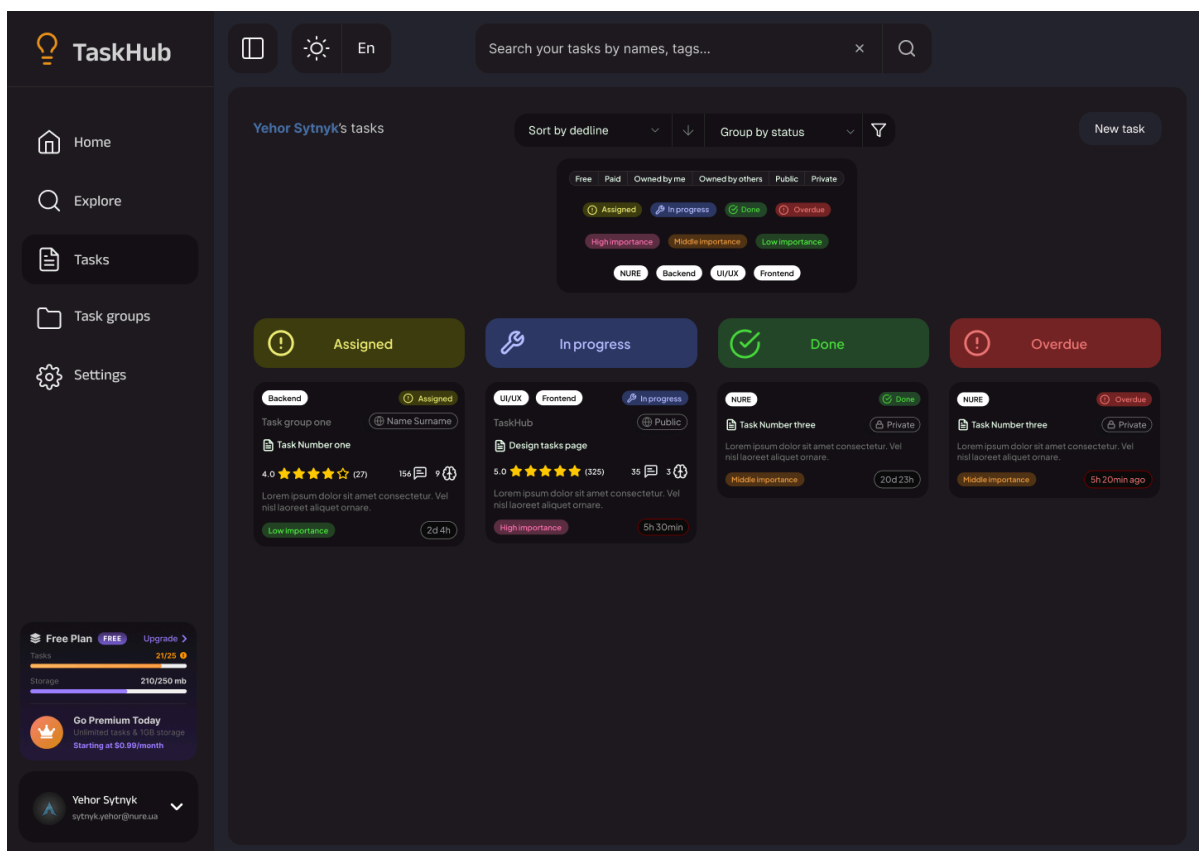 TaskHub
En
Search your tasks by names, tags...
Home
Explore
Tasks
Task groups
Settings
Free Plan FREE Upgrade
Tasks 21/25
Storage 210/250 mb
Go Premium Today
Unlimited tasks & 1GB storage
Starting at $0.99/month
Yehor Sytnyk
sytnyk.yehor@nure.ua
Yehor Sytnyk's tasks
Sort by dedline
Group by status
New task
Free Paid Owned by me Owned by others Public Private
Assigned In progress Done Overdue
High importance Middle importance Low importance
NURE Backend UI/UX Frontend
Assigned
Backend Assigned
Task group one Name Surname
Task Number one
4.0 (27) 156 9
Lorem ipsum dolor sit amet consectetur. Vel
nisl laoreet aliquet ornare.
Low importance 2d 4h
In progress
UI/UX Frontend In progress
TaskHub Public
Design tasks page
5.0 (325) 35 3
Lorem ipsum dolor sit amet consectetur. Vel
nisl laoreet aliquet ornare.
High importance 5h 30min
Done
NURE Done
Task Number three Private
Lorem ipsum dolor sit amet consectetur. Vel
nisl laoreet aliquet ornare.
Middle importance 20d 23h
Overdue
NURE Overdue
Task Number three Private
Lorem ipsum dolor sit amet consectetur. Vel
nisl laoreet aliquet ornare.
Middle importance 5h 20min ago